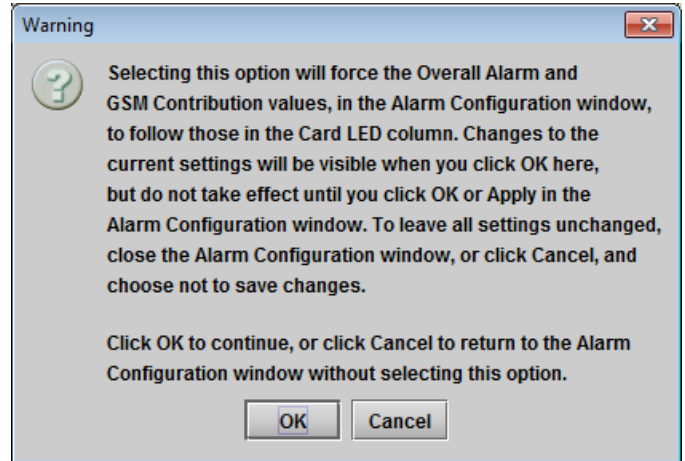 Warning
Selecting this option will force the Overall Alarm and
GSM Contribution values, in the Alarm Configuration window,
to follow those in the Card LED column. Changes to the
current settings will be visible when you click OK here,
but do not take effect until you click OK or Apply in the
Alarm Configuration window. To leave all settings unchanged,
close the Alarm Configuration window, or click Cancel, and
choose not to save changes.
Click OK to continue, or click Cancel to return to the Alarm
Configuration window without selecting this option.
OK Cancel